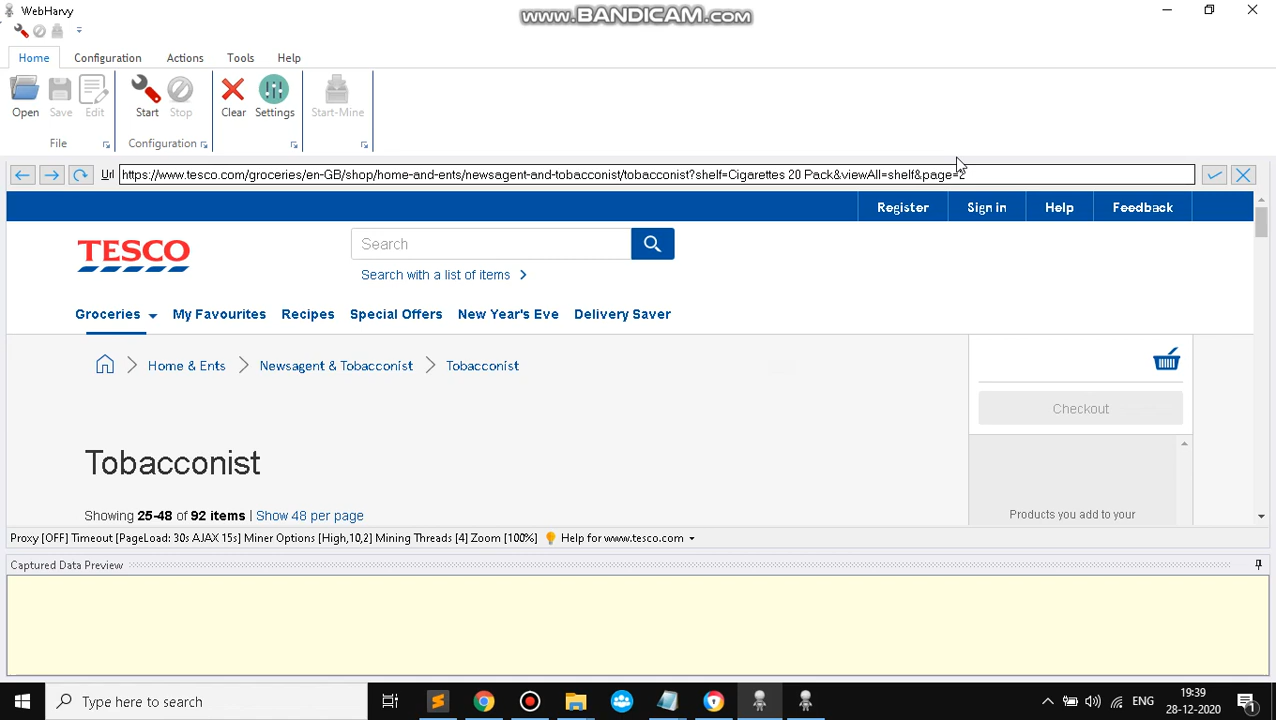 WebHarvy
www.BANDICAM.com
Home Configuration Actions Tools Help
Open Save Edit Start Stop Clear Settings Start-Mine
File Configuration
Url https://www.tesco.com/groceries/en-GB/shop/home-and-ents/newsagent-and-tobacconist/tobacconist?shelf=Cigarettes 20 Pack&viewAll=shelf&page=2
Register Sign in Help Feedback
TESCO
Search
Search with a list of items
Groceries My Favourites Recipes Special Offers New Year's Eve Delivery Saver
Home & Ents Newsagent & Tobacconist Tobacconist
Checkout
Tobacconist
Showing 25-48 of 92 items | Show 48 per page
Products you add to your
Proxy [OFF] Timeout [PageLoad: 30s AJAX 15s] Miner Options [High,10,2] Mining Threads [4] Zoom [100%] Help for www.tesco.com
Captured Data Preview
Type here to search
ENG
19:39
28-12-2020
1